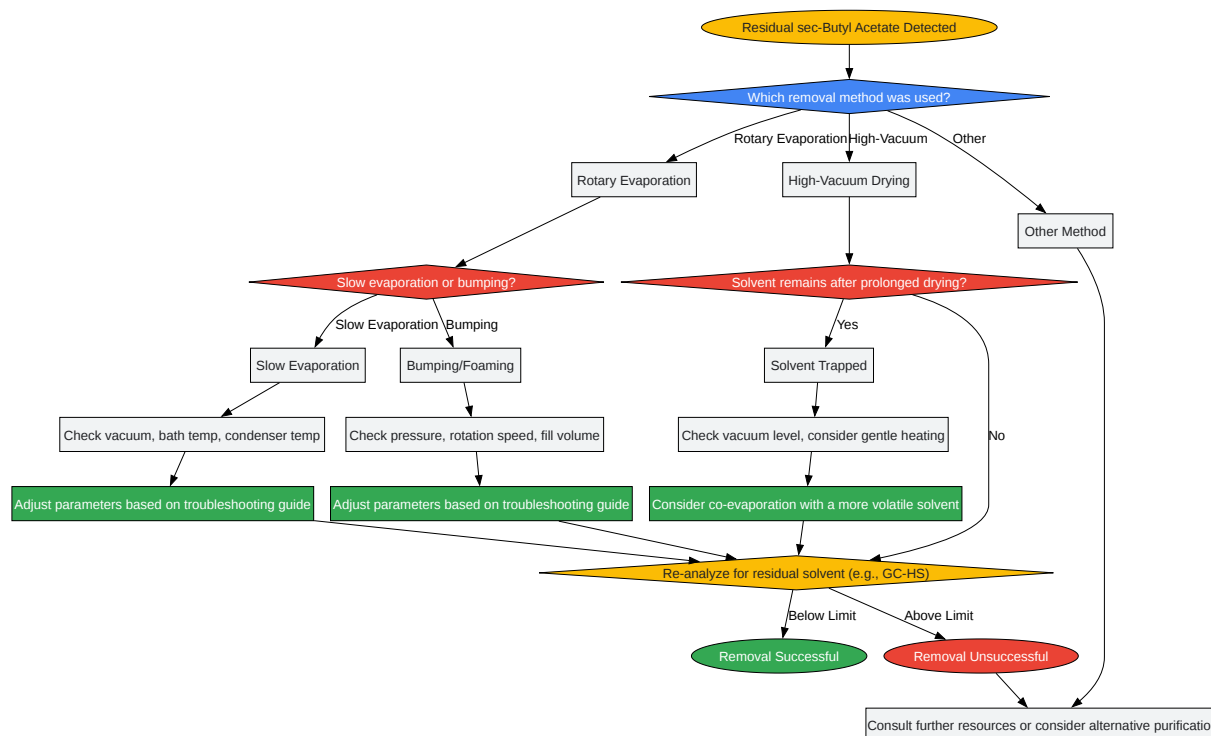 Residual sec-Butyl Acetate Detected
Which removal method was used?
Rotary Evaporation
High-Vacuum
Other
Rotary Evaporation
High-Vacuum Drying
Other Method
Slow evaporation or bumping?
Solvent remains after prolonged drying?
Slow Evaporation
Bumping
Yes
Slow Evaporation
Bumping/Foaming
Solvent Trapped
Check vacuum, bath temp, condenser temp
Check pressure, rotation speed, fill volume
Check vacuum level, consider gentle heating
No
Adjust parameters based on troubleshooting guide
Adjust parameters based on troubleshooting guide
Consider co-evaporation with a more volatile solvent
Re-analyze for residual solvent (e.g., GC-HS)
Below Limit
Above Limit
Removal Successful
Removal Unsuccessful
Consult further resources or consider alternative purificatio